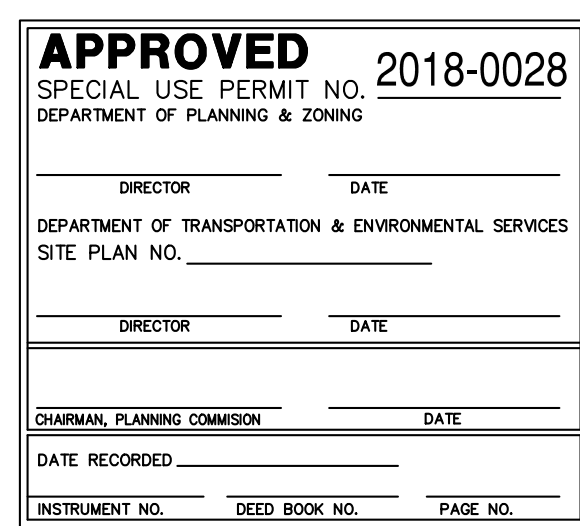 APPROVED
SPECIAL USE PERMIT NO. 2018-0028
DEPARTMENT OF PLANNING & ZONING
DIRECTOR DATE
DEPARTMENT OF TRANSPORTATION & ENVIRONMENTAL SERVICES
SITE PLAN NO.
DIRECTOR DATE
CHAIRMAN, PLANNING COMMISION DATE
DATE RECORDED
INSTRUMENT NO. DEED BOOK NO. PAGE NO.